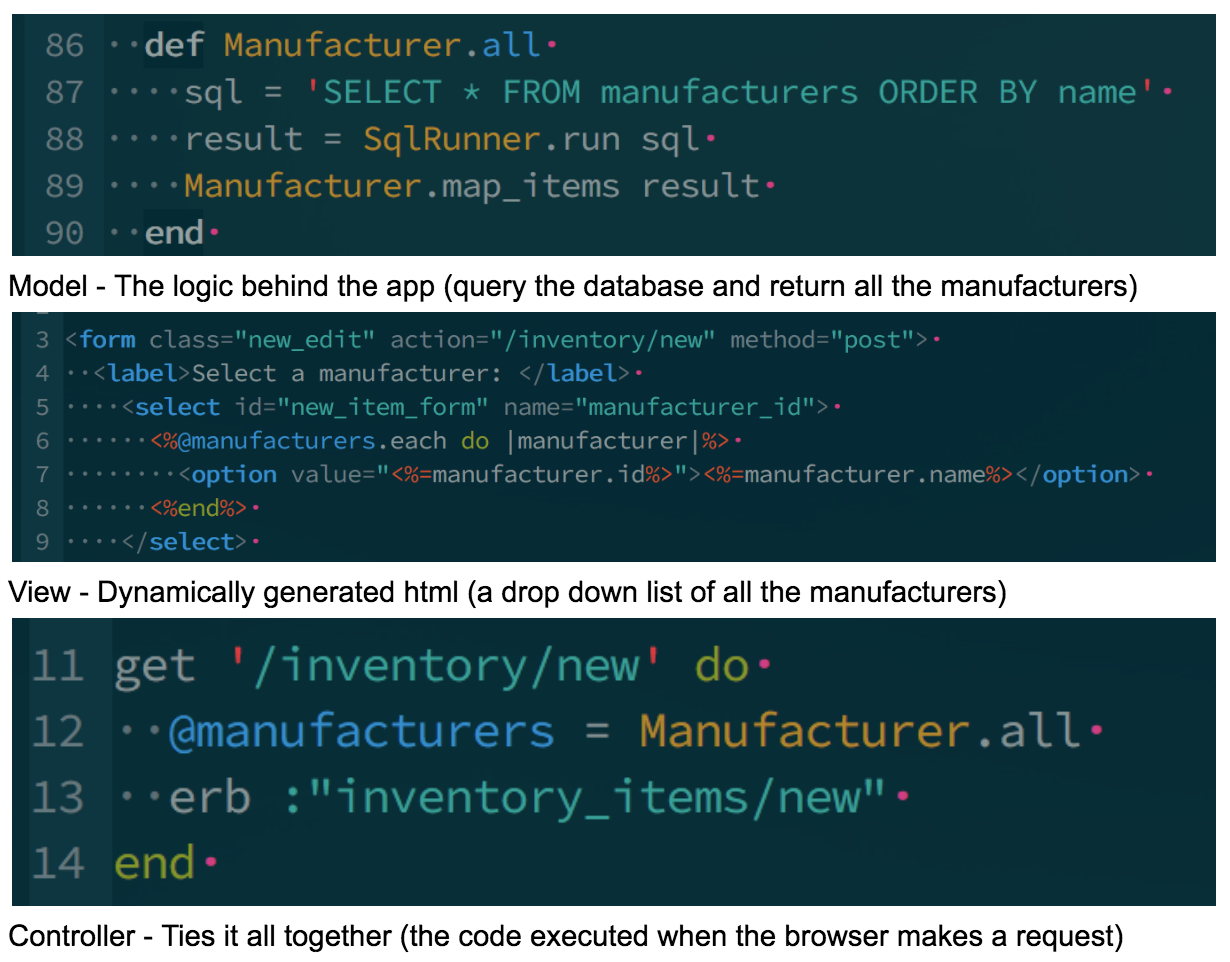 86 def Manufacturer.all
87 sql = 'SELECT * FROM manufacturers ORDER BY name'
88 result = SqlRunner.run sql
89 Manufacturer.map_items result
90 end
Model - The logic behind the app (query the database and return all the manufacturers)
3 <form class="new_edit" action="/inventory/new" method="post">
4 <label>Select a manufacturer: </label>
5 <select id="new_item_form" name="manufacturer_id">
6 <%@manufacturers.each do |manufacturer|%>
7 <option value="<%=manufacturer.id%>"><%=manufacturer.name%></option>
8 <%end%>
9 </select>
View - Dynamically generated html (a drop down list of all the manufacturers)
11 get '/inventory/new' do
12 @manufacturers = Manufacturer.all
13 erb :"inventory_items/new"
14 end
Controller - Ties it all together (the code executed when the browser makes a request)